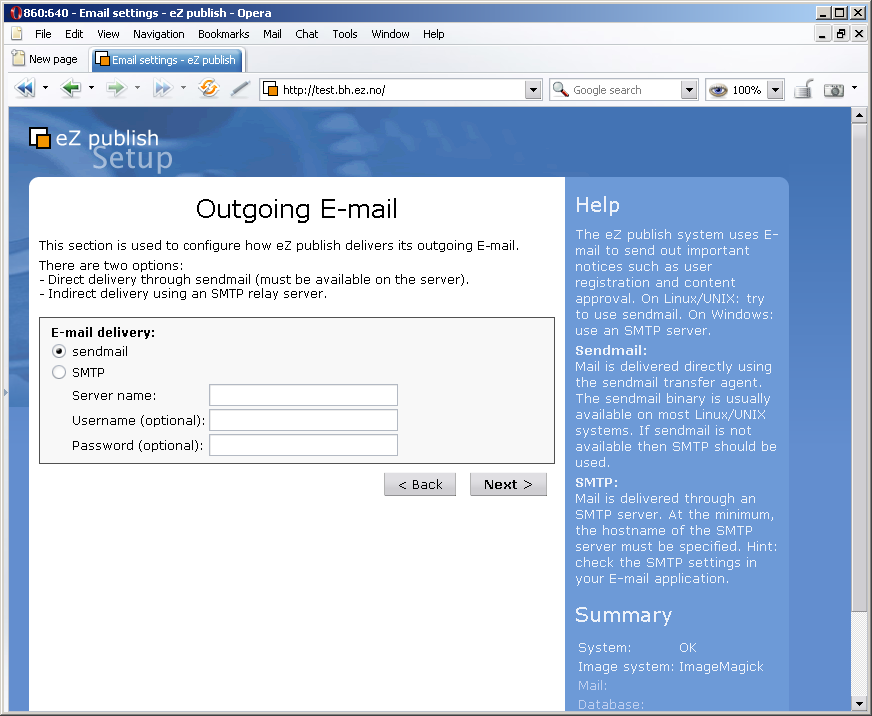 860:640 - Email settings - eZ publish - Opera
File Edit View Navigation Bookmarks Mail Chat Tools Window Help
New page Email settings - eZ publish
http://test.bh.ez.no/ Google search 100%
eZ publish
Setup
Outgoing E-mail
This section is used to configure how eZ publish delivers its outgoing E-mail.
There are two options:
- Direct delivery through sendmail (must be available on the server).
- Indirect delivery using an SMTP relay server.
E-mail delivery:
sendmail
SMTP
Server name:
Username (optional):
Password (optional):
< Back Next >
Help
The eZ publish system uses E-
mail to send out important
notices such as user
registration and content
approval. On Linux/UNIX: try
to use sendmail. On Windows:
use an SMTP server.
Sendmail:
Mail is delivered directly using
the sendmail transfer agent.
The sendmail binary is usually
available on most Linux/UNIX
systems. If sendmail is not
available then SMTP should be
used.
SMTP:
Mail is delivered through an
SMTP server. At the minimum,
the hostname of the SMTP
server must be specified. Hint:
check the SMTP settings in
your E-mail application.
Summary
System: OK
Image system: ImageMagick
Mail:
Database: